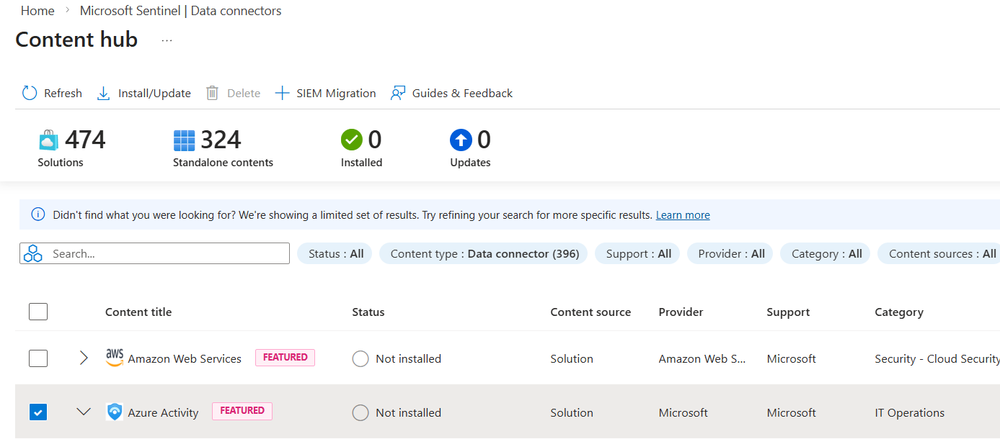 Home > Microsoft Sentinel | Data connectors
Content hub ...
Refresh Install/Update Delete SIEM Migration Guides & Feedback
474 324 0 0
Solutions Standalone contents Installed Updates
Didn't find what you were looking for? We're showing a limited set of results. Try refining your search for more specific results. Learn more
Search... Status : All Content type : Data connector (396) Support : All Provider : All Category : All Content sources : All
Content title Status Content source Provider Support Category
aws Amazon Web Services FEATURED Not installed Solution Amazon Web S... Microsoft Security - Cloud Security
Azure Activity FEATURED Not installed Solution Microsoft Microsoft IT Operations